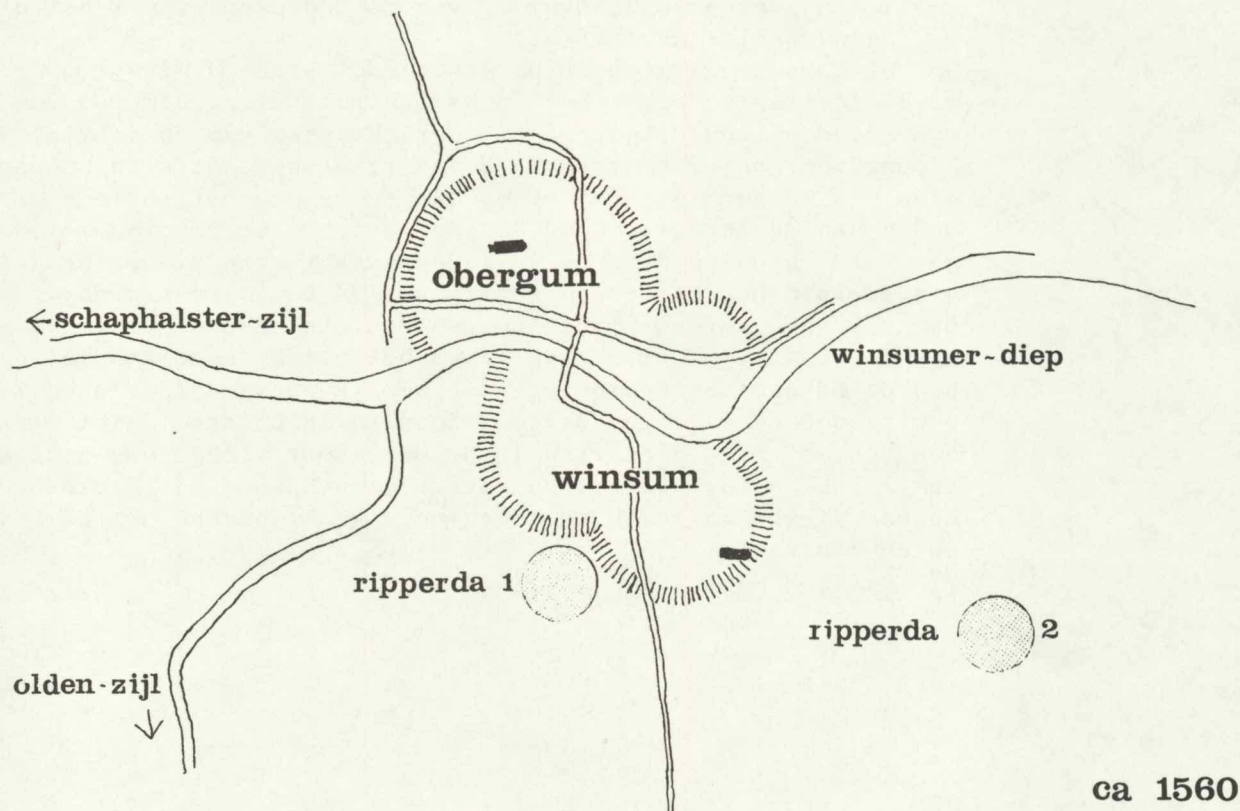 obergum
←schaphalster-zijl
winsumer-diep
winsum
ripperda 1
ripperda 2
olden-zijl
ca 1560